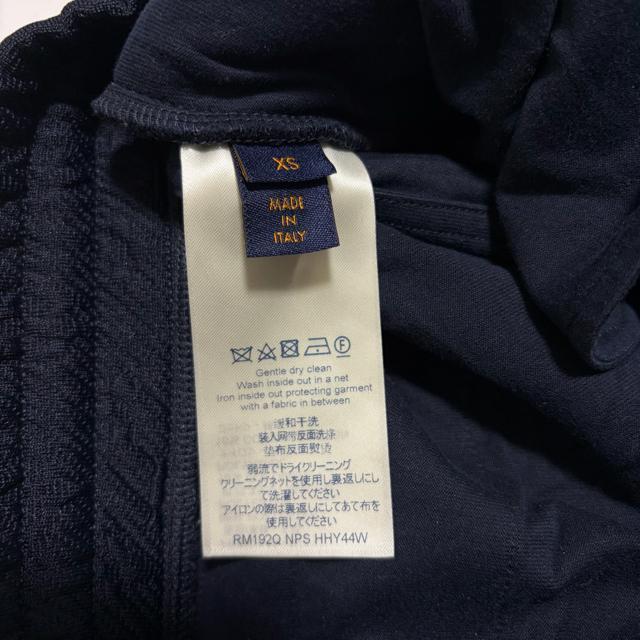 XS
MADE
IN
ITALY
Gentle dry clean
Wash inside out in a net
Iron inside out protecting garment
with a fabric in between
缓和干洗
装入网带反面洗涤
垫布反面熨烫
弱流でドライクリーニング
クリーニングネットを使用し裏返しにし
て洗濯してください
アイロンの際は裏返しにしてあて布を
使用してください
RM192Q NPS HHY44W